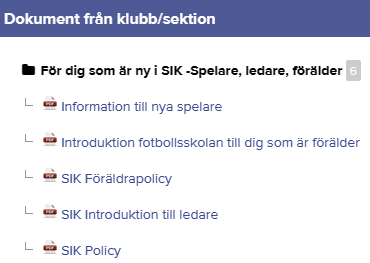 Dokument från klubb/sektion
För dig som är ny i SIK -Spelare, ledare, förälder 6
Information till nya spelare
Introduktion fotbollsskolan till dig som är förälder
SIK Föräldrapolicy
SIK Introduktion till ledare
SIK Policy